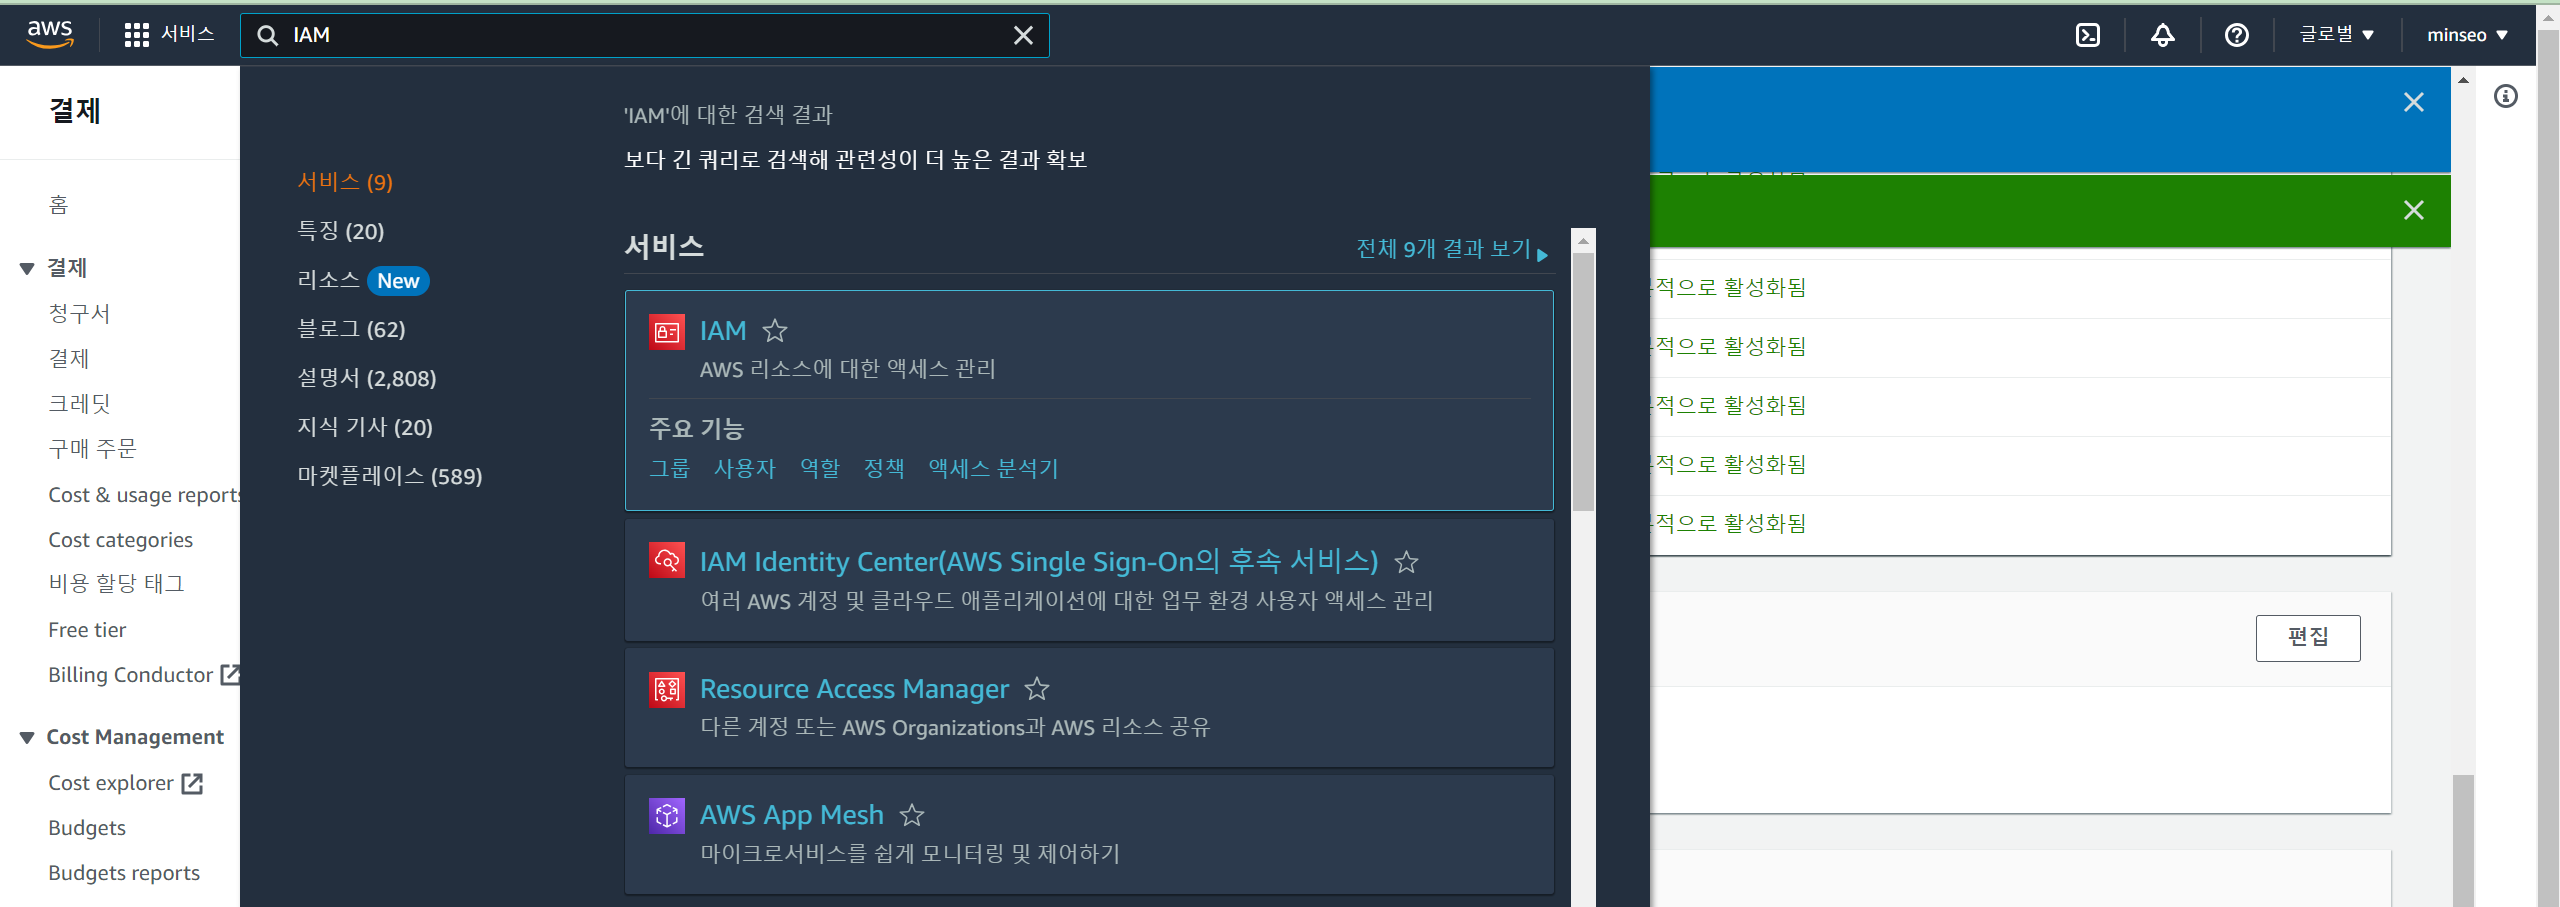 aws
서비스
IAM
글로벌
minseo
결제
홈
결제
청구서
결제
크레딧
구매 주문
Cost & usage reports
Cost categories
비용 할당 태그
Free tier
Billing Conductor
Cost Management
Cost explorer
Budgets
Budgets reports
서비스 (9)
특징 (20)
리소스 New
블로그 (62)
설명서 (2,808)
지식 기사 (20)
마켓플레이스 (589)
'IAM'에 대한 검색 결과
보다 긴 쿼리로 검색해 관련성이 더 높은 결과 확보
서비스
전체 9개 결과 보기
IAM
AWS 리소스에 대한 액세스 관리
주요 기능
그룹 사용자 역할 정책 액세스 분석기
IAM Identity Center(AWS Single Sign-On의 후속 서비스)
여러 AWS 계정 및 클라우드 애플리케이션에 대한 업무 환경 사용자 액세스 관리
Resource Access Manager
다른 계정 또는 AWS Organizations과 AWS 리소스 공유
AWS App Mesh
마이크로서비스를 쉽게 모니터링 및 제어하기
적으로 활성화됨
적으로 활성화됨
적으로 활성화됨
적으로 활성화됨
적으로 활성화됨
편집